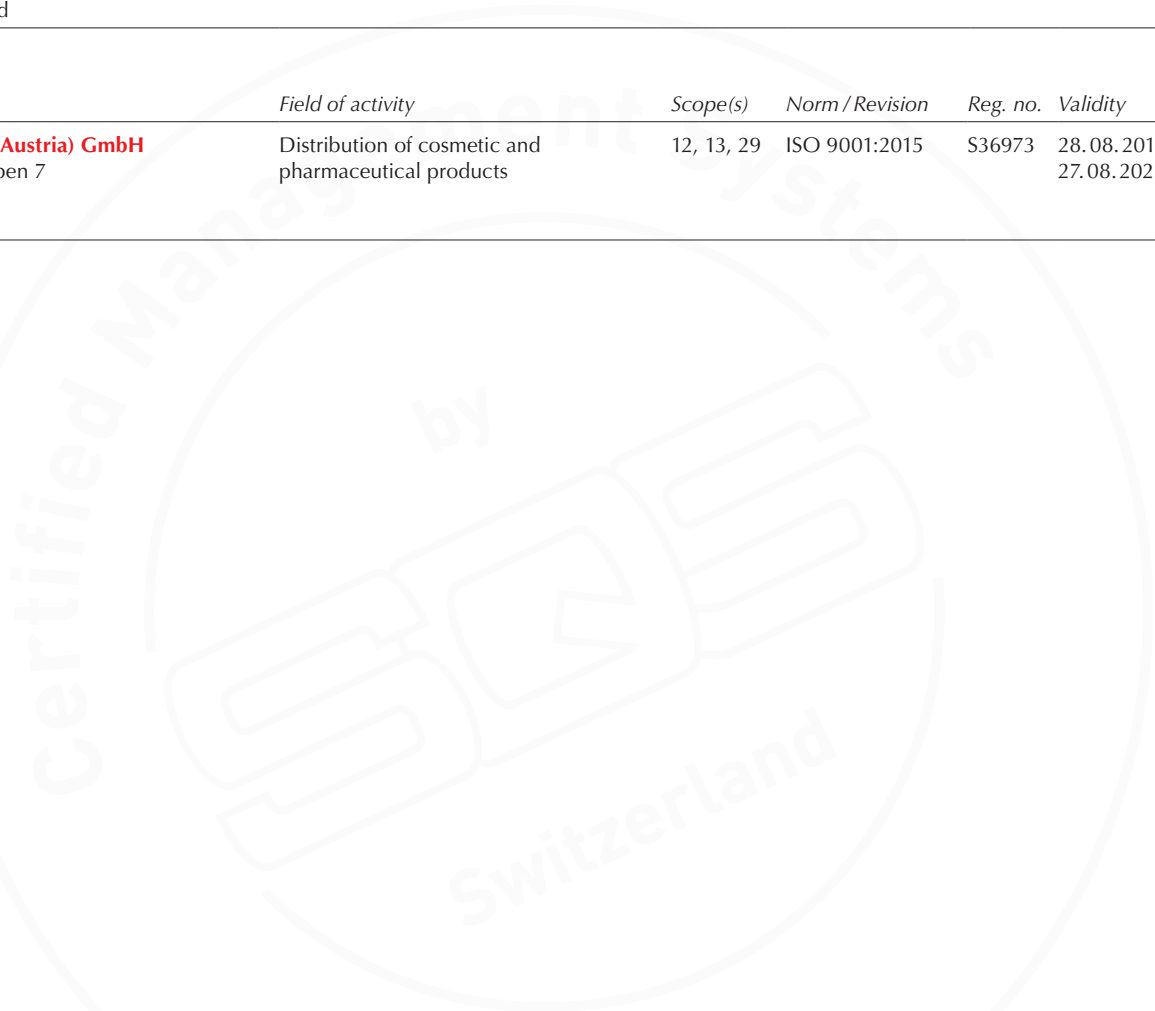 d
Field of activity Scope(s) Norm / Revision Reg. no. Validity
Austria) GmbH Distribution of cosmetic and 12, 13, 29 ISO 9001:2015 S36973 28. 08. 201
pen 7 pharmaceutical products 27. 08. 202
Certified Management Systems
by
SQS
Switzerland